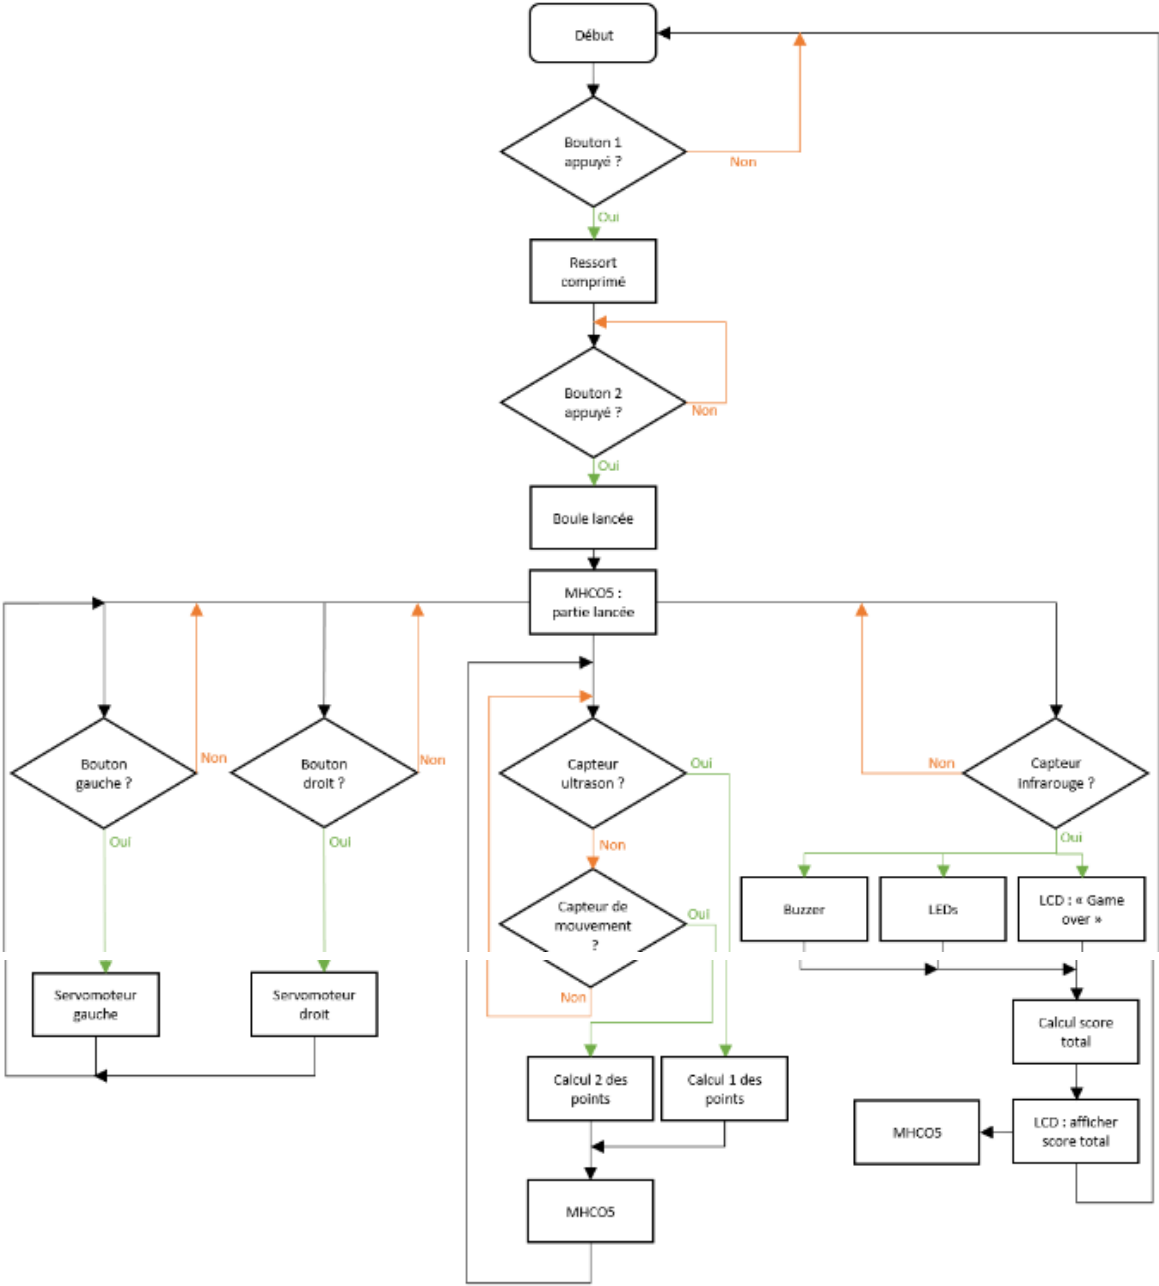 Début
Bouton 1
appuyé ?
Non
Oui
Ressort
comprimé
Bouton 2
appuyé ?
Non
Oui
Boule lancée
MHCO5 :
partie lancée
Bouton
gauche ?
Non
Oui
Bouton
droit ?
Non
Oui
Capteur
ultrason ?
Oui
Non
Capteur
infrarouge ?
Non
Oui
Capteur de
mouvement
?
Oui
Non
Buzzer
LEDs
LCD : « Game
over »
Servomoteur
gauche
Servomoteur
droit
Calcul score
total
Calcul 2 des
points
Calcul 1 des
points
LCD : afficher
score total
MHCO5
MHCO5